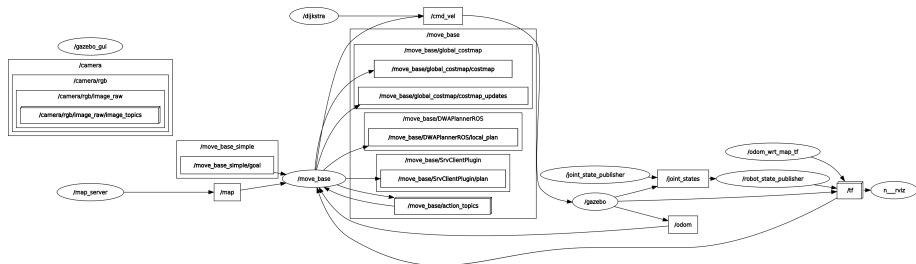 /dijkstra
/cmd_vel
/gazebo_gui
/move_base
/camera
/move_base/global_costmap
/camera/rgb
/move_base/global_costmap/costmap
/camera/rgb/image_raw
/move_base/global_costmap/costmap_updates
/camera/rgb/image_raw/image_topics
/move_base/DWAPlannerROS
/move_base/DWAPlannerROS/local_plan
/move_base_simple
/move_base_simple/goal
/move_base/SrvClientPlugin
/move_base/SrvClientPlugin/plan
/odom_wrt_map_tf
/joint_state_publisher
/joint_states
/robot_state_publisher
/move_base
/map_server
/map
/tf
n___rviz
/gazebo
/move_base/action_topics
/odom